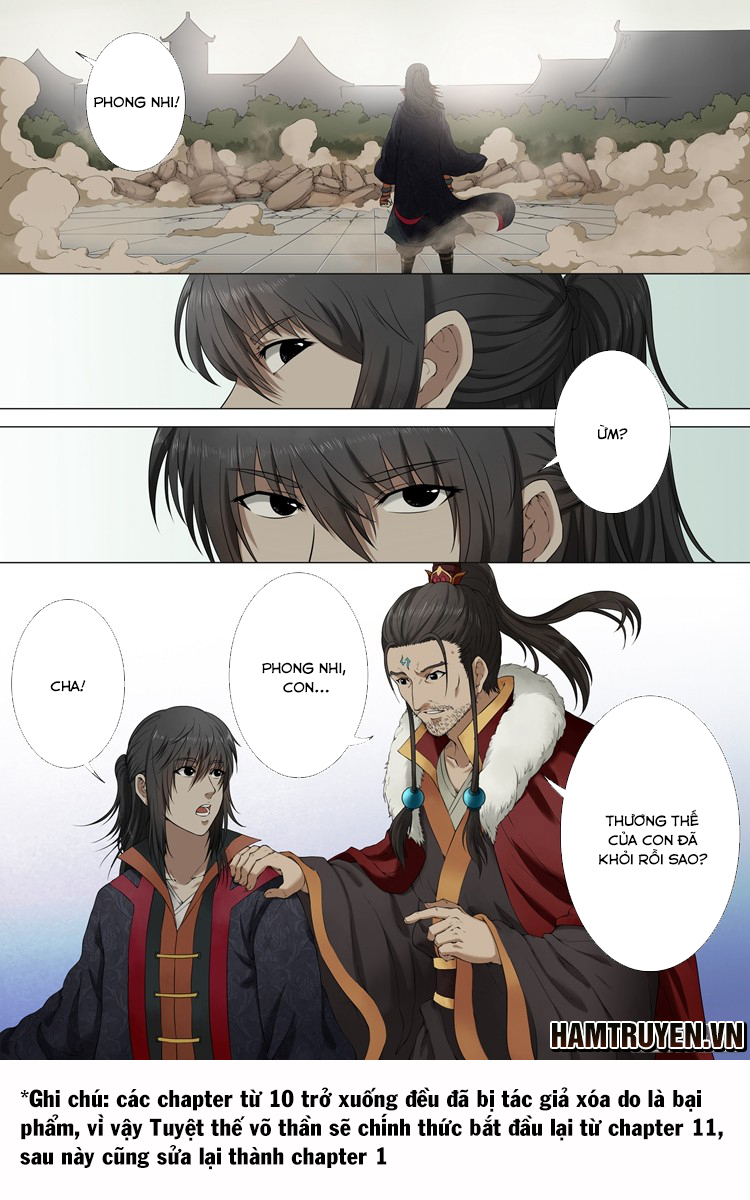 PHONG NHI!
ỪM?
CHA!
PHONG NHI,
CON...
THƯƠNG THẾ
CỦA CON ĐÃ
KHỎI RỒI SAO?
HAMTRUYEN.VN
*Ghi chú: các chapter từ 10 trở xuống đều đã bị tác giả xóa do là bại
phẩm, vì vậy Tuyệt thế võ thần sẽ chính thức bắt đầu lại từ chapter 11,
sau này cũng sửa lại thành chapter 1